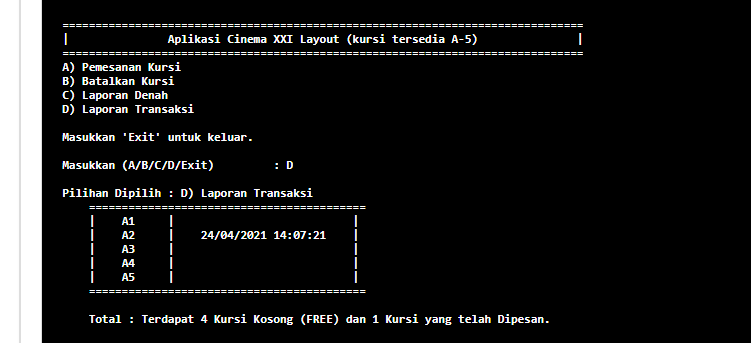 ===============================================================================
| Aplikasi Cinema XXI Layout (kursi tersedia A-5) |
===============================================================================
A) Pemesanan Kursi
B) Batalkan Kursi
C) Laporan Denah
D) Laporan Transaksi
Masukkan 'Exit' untuk keluar.
Masukkan (A/B/C/D/Exit) : D
Pilihan Dipilih : D) Laporan Transaksi
==========================================
| A1 | |
| A2 | 24/04/2021 14:07:21 |
| A3 | |
| A4 | |
| A5 | |
==========================================
Total : Terdapat 4 Kursi Kosong (FREE) dan 1 Kursi yang telah Dipesan.